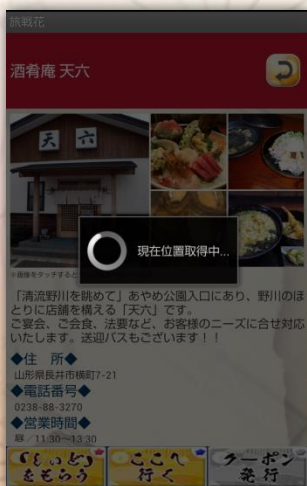 旅戦花
酒肴庵 天六
天六
現在位置取得中...
※画像をタッチすると
「清流野川を眺めて」あやめ公園入口にあり、野川のほ
とりに店舗を構える「天六」です。
ご宴会、ご会食、法要など、お客様のニーズに合せ対応
いたします。送迎バスもございます！！
◆住　所◆
山形県長井市横町7-21
◆電話番号◆
0238-88-3270
◆営業時間◆
昼／11:30～13:30
をもらう
ここへ
行く
クーポン
発行